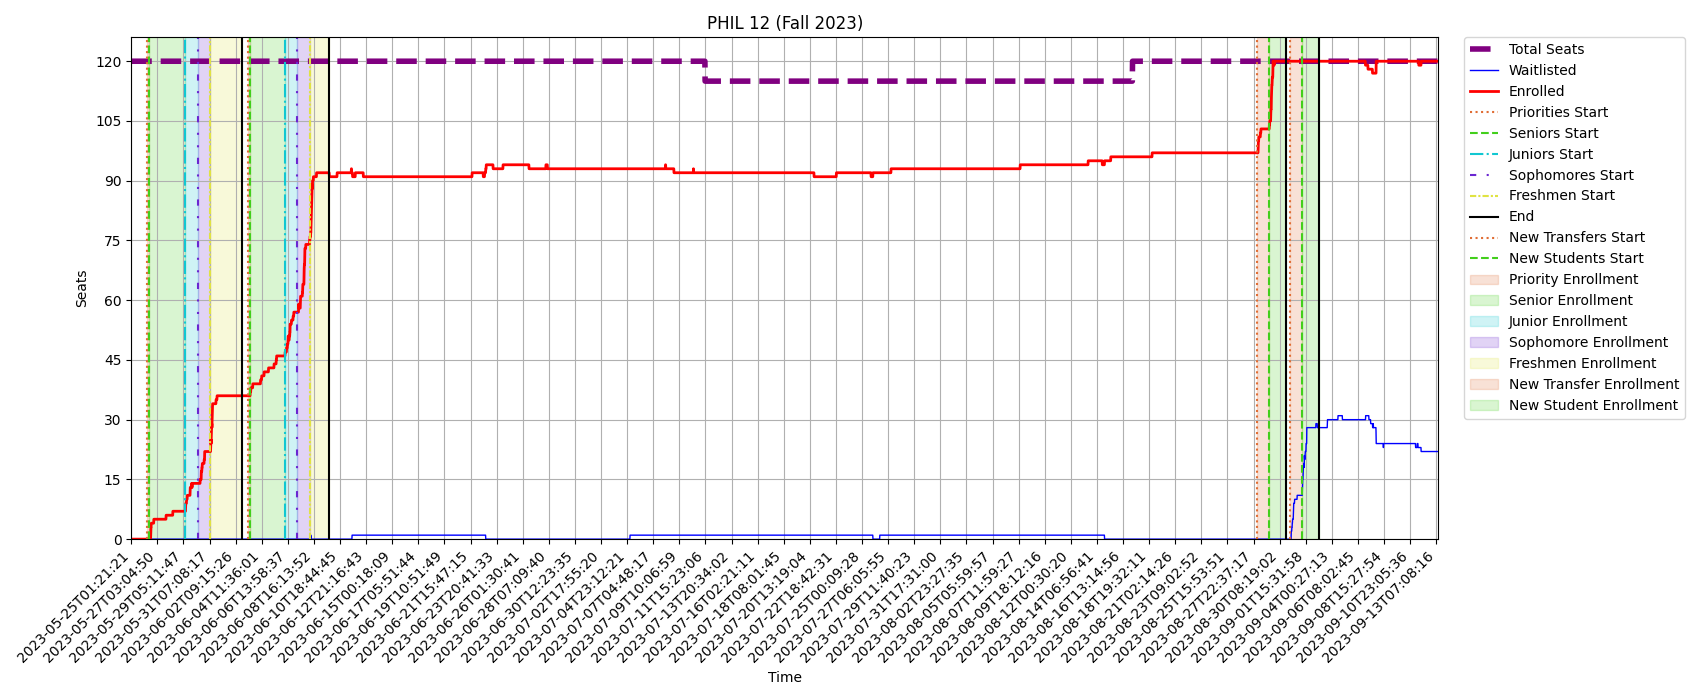 PHIL 12 (Fall 2023)
Seats
120
105
90
75
60
45
30
15
0
2023-05-25T01:21:21
2023-05-27T03:04:50
2023-05-29T05:11:47
2023-05-31T07:08:17
2023-06-02T09:15:26
2023-06-04T11:36:01
2023-06-06T13:58:37
2023-06-08T16:13:52
2023-06-10T18:44:45
2023-06-12T21:16:43
2023-06-15T00:18:09
2023-06-17T05:51:44
2023-06-19T10:51:49
2023-06-21T15:47:15
2023-06-23T20:41:33
2023-06-26T01:30:41
2023-06-28T07:09:40
2023-06-30T12:23:35
2023-07-02T17:55:20
2023-07-04T23:12:21
2023-07-07T04:48:17
2023-07-09T10:06:59
2023-07-11T15:23:06
2023-07-13T20:34:02
2023-07-16T02:21:11
2023-07-18T08:01:45
2023-07-20T13:19:04
2023-07-22T18:42:31
2023-07-25T00:09:28
2023-07-27T06:05:55
2023-07-29T11:40:23
2023-07-31T17:31:00
2023-08-02T23:27:35
2023-08-05T05:59:57
2023-08-07T11:59:27
2023-08-09T18:12:16
2023-08-12T00:30:20
2023-08-14T06:56:41
2023-08-16T13:14:56
2023-08-18T19:32:11
2023-08-21T02:14:26
2023-08-23T09:02:52
2023-08-25T15:53:51
2023-08-27T22:37:17
2023-08-30T08:19:02
2023-09-01T15:31:58
2023-09-04T00:27:13
2023-09-06T08:02:45
2023-09-08T15:27:54
2023-09-10T23:05:36
2023-09-13T07:08:16
Time
Total Seats
Waitlisted
Enrolled
Priorities Start
Seniors Start
Juniors Start
Sophomores Start
Freshmen Start
End
New Transfers Start
New Students Start
Priority Enrollment
Senior Enrollment
Junior Enrollment
Sophomore Enrollment
Freshmen Enrollment
New Transfer Enrollment
New Student Enrollment